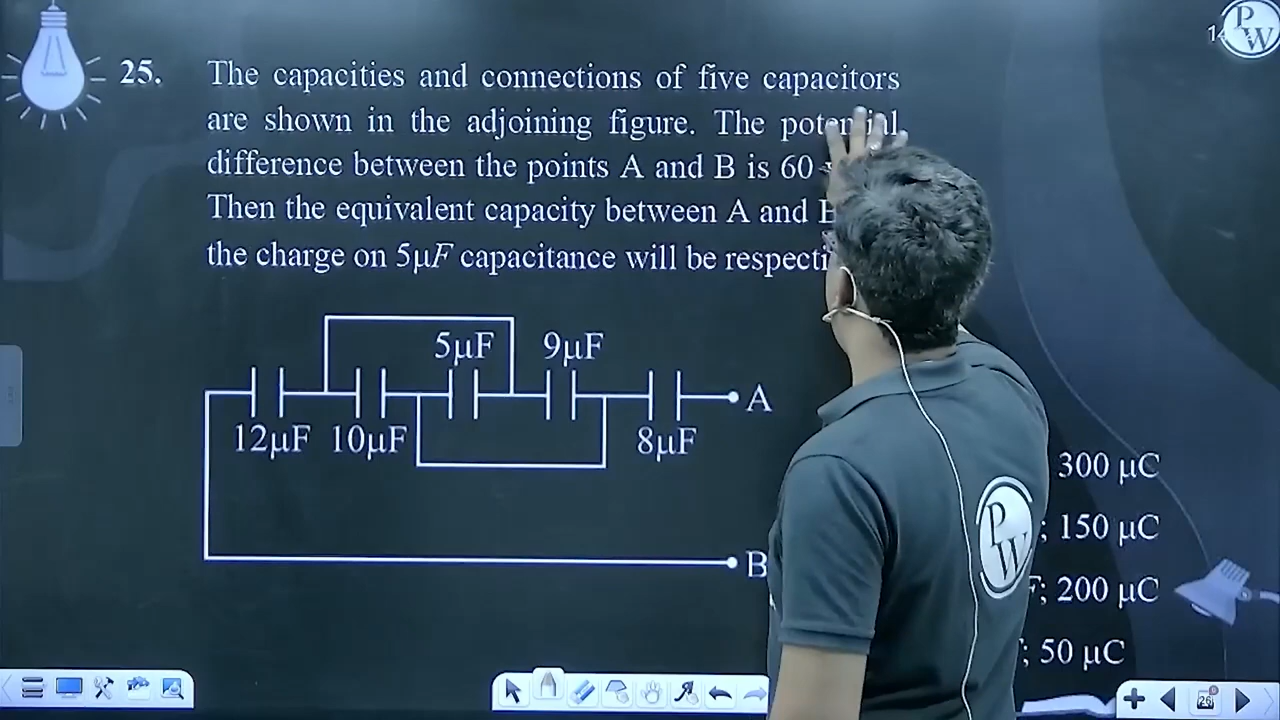 25. The capacities and connections of five capacitors
are shown in the adjoining figure. The potential
difference between the points A and B is 60
Then the equivalent capacity between A and
the charge on 5μF capacitance will be
5μF 9μF
A
12μF 10μF 8μF
B
300 μC
; 150 μC
; 200 μC
; 50 μC
P
W
P
W
26